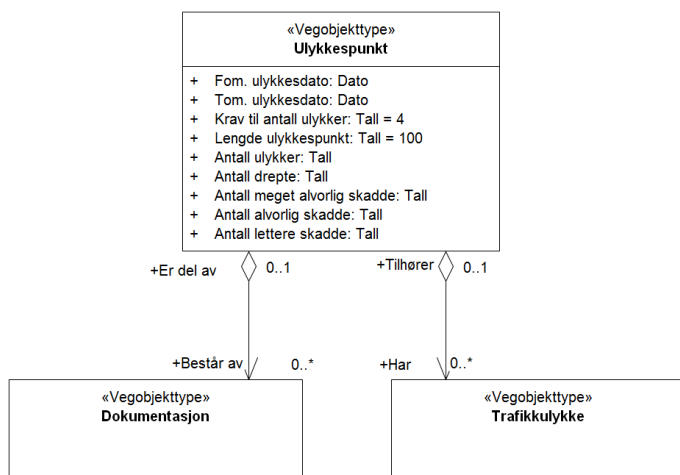 «Vegobjekttype»
Ulykkespunkt
+ Fom. ulykkesdato: Dato
+ Tom. ulykkesdato: Dato
+ Krav til antall ulykker: Tall = 4
+ Lengde ulykkespunkt: Tall = 100
+ Antall ulykker: Tall
+ Antall drepte: Tall
+ Antall meget alvorlig skadde: Tall
+ Antall alvorlig skadde: Tall
+ Antall lettere skadde: Tall
+Er del av 0..1 +Tilhører 0..1
+Består av 0..* +Har 0..*
«Vegobjekttype» «Vegobjekttype»
Dokumentasjon Trafikkulykke